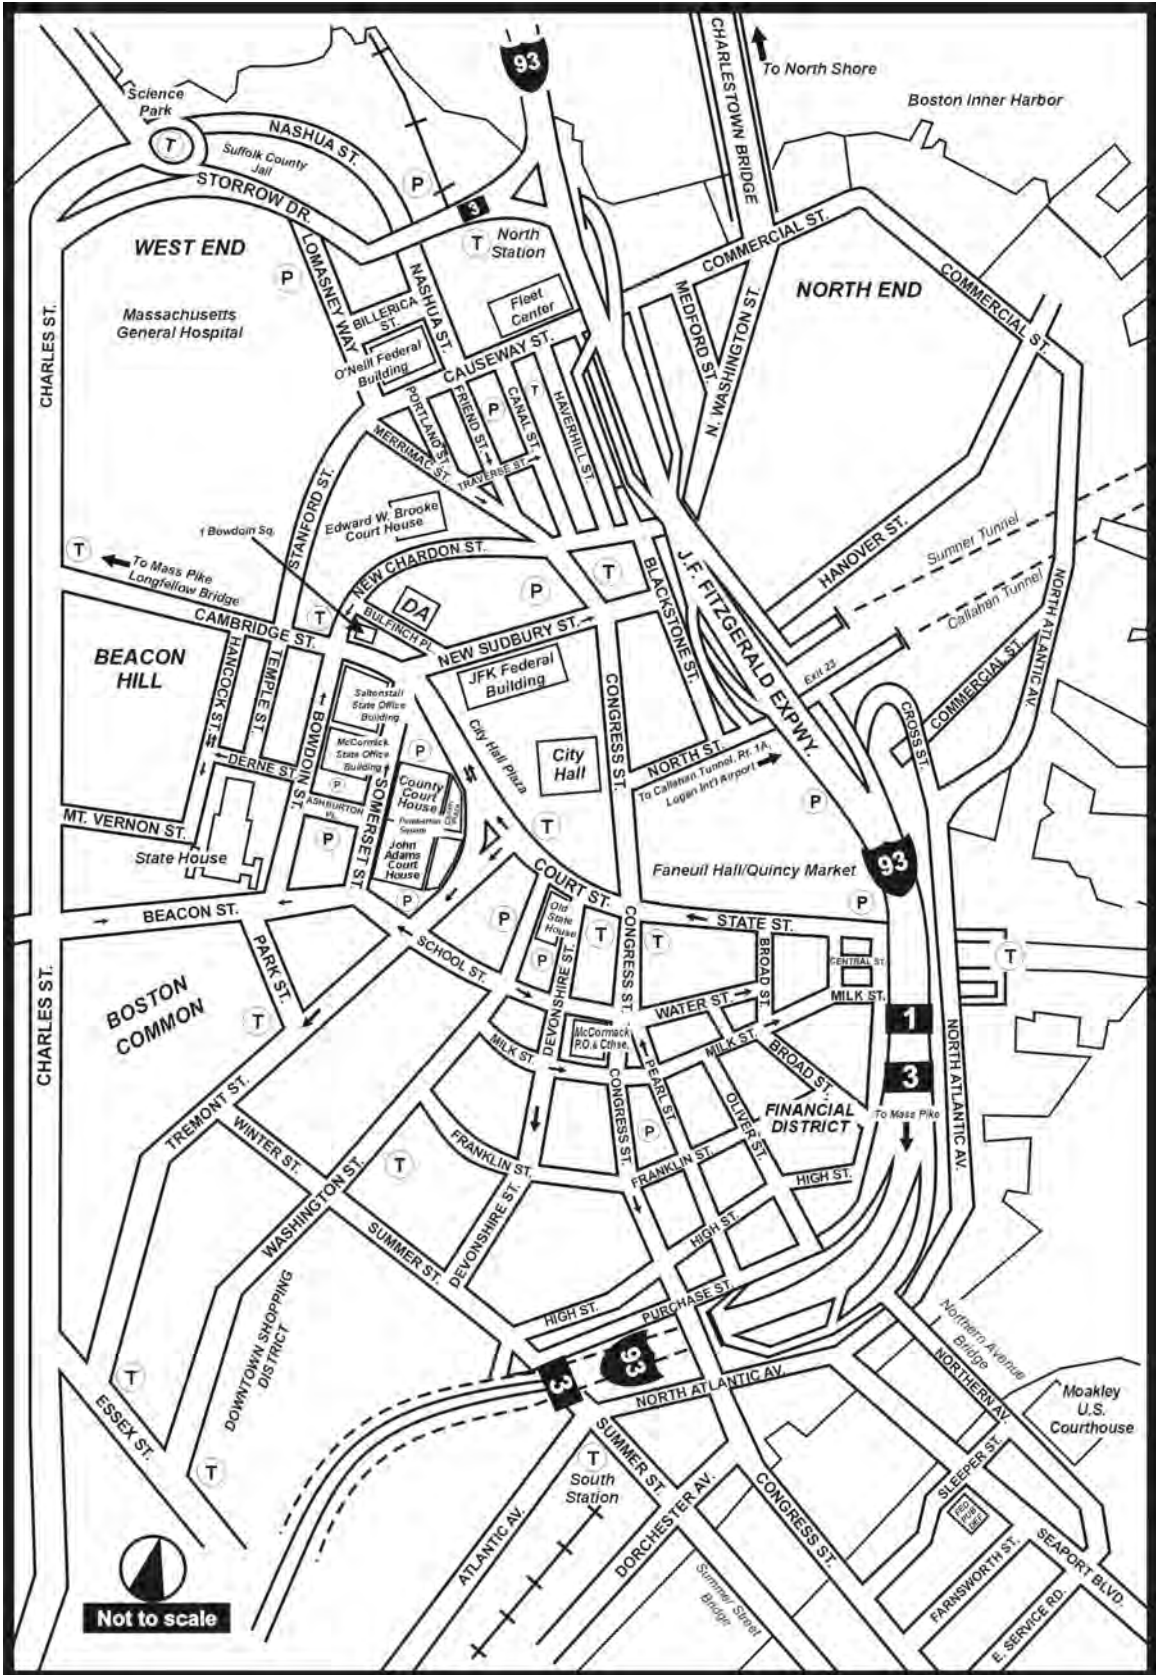 93
CHARLESTOWN BRIDGE
To North Shore
Boston Inner Harbor
Science
Park
T
NASHUA ST.
Suffolk County
Jail
STORROW DR.
P
3
T
North
Station
WEST END
LOMASNEY WAY
P
NASHUA ST.
COMMERCIAL ST.
COMMERCIAL ST.
NORTH END
Massachusetts
General Hospital
BILLERICA
ST.
Fleet
Center
MEDFORD ST.
N. WASHINGTON ST.
CHARLES ST.
O'Neill Federal
Building
CAUSEWAY ST.
PORTLAND ST.
FRIEND ST.
P
CANAL ST.
T
HAVERHILL ST.
MERRIMAC ST.
TRAVERSE ST.
STANFORD ST.
Edward W. Brooke
Court House
1 Bowdoin Sq.
NEW CHARDON ST.
T
To Mass Pike
Longfellow Bridge
J.F. FITZGERALD EXPWY.
HANOVER ST.
Sumner Tunnel
Callahan Tunnel
NORTH ATLANTIC AV.
CAMBRIDGE ST.
T
DA
BULFINCH PL.
P
T
BLACKSTONE ST.
NEW SUDBURY ST.
BEACON
HILL
HANCOCK ST.
TEMPLE ST.
BOWDOIN ST.
JFK Federal
Building
CONGRESS ST.
Exit 23
COMMERCIAL ST.
CROSS ST.
Saltonstall
State Office
Building
McCormick
State Office
Building
P
City Hall Plaza
City
Hall
NORTH ST.
To Callahan Tunnel, Rt. 1A,
Logan Int'l Airport
DERNE ST.
P
ASHBURTON
PL.
SOMERSET ST.
County
Court
House
Pemberton
Square
P
MT. VERNON ST.
State House
P
John
Adams
Court
House
P
T
COURT ST.
Faneuil Hall/Quincy Market
93
BEACON ST.
PARK ST.
SCHOOL ST.
P
Old
State
House
P
T
CONGRESS ST.
T
STATE ST.
P
BROAD ST.
CENTRAL ST.
T
BOSTON
COMMON
T
DEVONSHIRE ST.
WATER ST.
MILK ST.
1
MILK ST.
McCormack
P.O.& Cthse.
MILK ST.
BROAD ST.
3
CHARLES ST.
TREMONT ST.
WINTER ST.
CONGRESS ST.
PEARL ST.
P
OLIVER ST.
FINANCIAL
DISTRICT
To Mass Pike
NORTH ATLANTIC AV.
FRANKLIN ST.
FRANKLIN ST.
HIGH ST.
T
WASHINGTON ST.
SUMMER ST.
DEVONSHIRE ST.
HIGH ST.
HIGH ST.
PURCHASE ST.
DOWNTOWN SHOPPING
DISTRICT
T
ESSEX ST.
T
3
93
NORTH ATLANTIC AV.
Northern Avenue
Bridge
NORTHERN AV.
Moakley
U.S.
Courthouse
SUMMER ST.
T
South
Station
CONGRESS ST.
SLEEPER ST.
FED
PUB
DEF
ATLANTIC AV.
DORCHESTER AV.
Summer Street
Bridge
FARNSWORTH ST.
SEAPORT BLVD.
E. SERVICE RD.
Not to scale